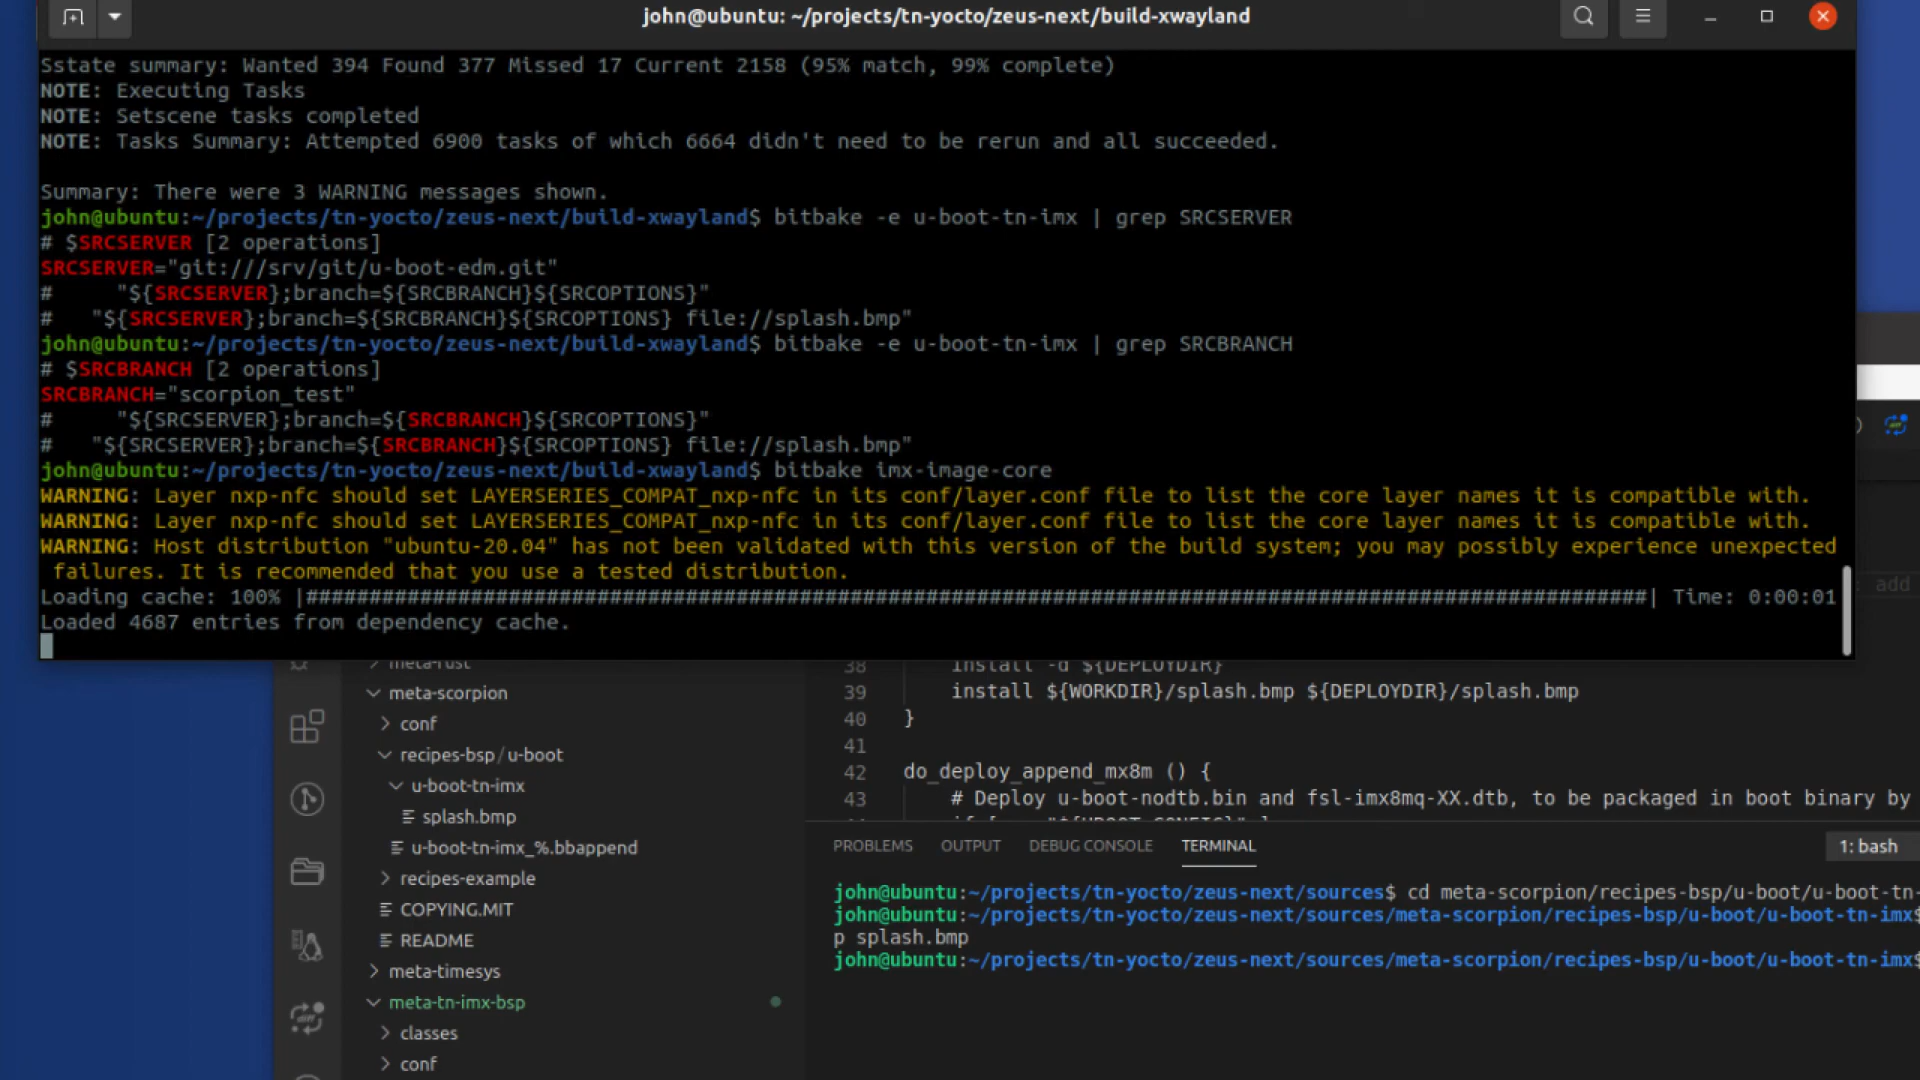 john@ubuntu: ~/projects/tn-yocto/zeus-next/build-xwayland
Sstate summary: Wanted 394 Found 377 Missed 17 Current 2158 (95% match, 99% complete)
NOTE: Executing Tasks
NOTE: Setscene tasks completed
NOTE: Tasks Summary: Attempted 6900 tasks of which 6664 didn't need to be rerun and all succeeded.
Summary: There were 3 WARNING messages shown.
john@ubuntu:~/projects/tn-yocto/zeus-next/build-xwayland$ bitbake -e u-boot-tn-imx | grep SRCSERVER
# $SRCSERVER [2 operations]
SRCSERVER="git:///srv/git/u-boot-edm.git"
#     "${SRCSERVER};branch=${SRCBRANCH}${SRCOPTIONS}"
#   "${SRCSERVER};branch=${SRCBRANCH}${SRCOPTIONS} file://splash.bmp"
john@ubuntu:~/projects/tn-yocto/zeus-next/build-xwayland$ bitbake -e u-boot-tn-imx | grep SRCBRANCH
# $SRCBRANCH [2 operations]
SRCBRANCH="scorpion_test"
#     "${SRCSERVER};branch=${SRCBRANCH}${SRCOPTIONS}"
#   "${SRCSERVER};branch=${SRCBRANCH}${SRCOPTIONS} file://splash.bmp"
john@ubuntu:~/projects/tn-yocto/zeus-next/build-xwayland$ bitbake imx-image-core
WARNING: Layer nxp-nfc should set LAYERSERIES_COMPAT_nxp-nfc in its conf/layer.conf file to list the core layer names it is compatible with.
WARNING: Layer nxp-nfc should set LAYERSERIES_COMPAT_nxp-nfc in its conf/layer.conf file to list the core layer names it is compatible with.
WARNING: Host distribution "ubuntu-20.04" has not been validated with this version of the build system; you may possibly experience unexpected
 failures. It is recommended that you use a tested distribution.
Loading cache: 100% |##########################################################################################################| Time: 0:00:01
Loaded 4687 entries from dependency cache.
add
meta-rust
meta-scorpion
conf
recipes-bsp/u-boot
u-boot-tn-imx
splash.bmp
u-boot-tn-imx_%.bbappend
recipes-example
COPYING.MIT
README
meta-timesys
meta-tn-imx-bsp
classes
conf
38 install -d ${DEPLOYDIR}
39 install ${WORKDIR}/splash.bmp ${DEPLOYDIR}/splash.bmp
40 }
41
42 do_deploy_append_mx8m () {
43 # Deploy u-boot-nodtb.bin and fsl-imx8mq-XX.dtb, to be packaged in boot binary by
PROBLEMS OUTPUT DEBUG CONSOLE TERMINAL 1: bash
john@ubuntu:~/projects/tn-yocto/zeus-next/sources$ cd meta-scorpion/recipes-bsp/u-boot/u-boot-tn-
john@ubuntu:~/projects/tn-yocto/zeus-next/sources/meta-scorpion/recipes-bsp/u-boot/u-boot-tn-imx$
p splash.bmp
john@ubuntu:~/projects/tn-yocto/zeus-next/sources/meta-scorpion/recipes-bsp/u-boot/u-boot-tn-imx$